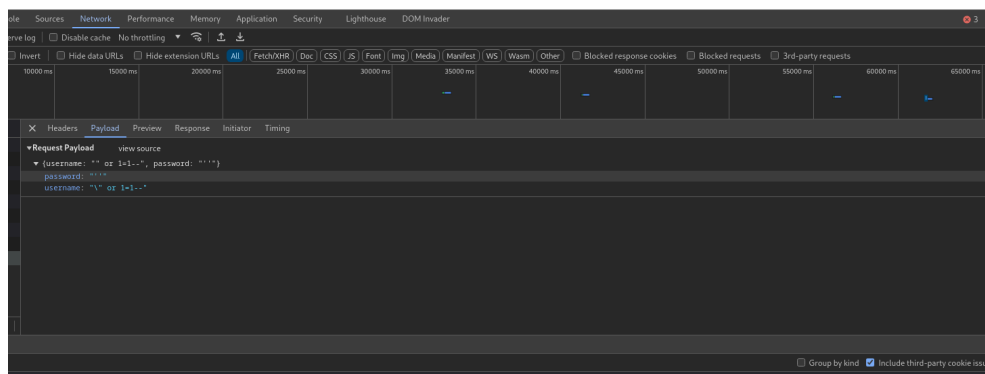 ole Sources Network Performance Memory Application Security Lighthouse DOM Invader 3
erve log Disable cache No throttling
Invert Hide data URLs Hide extension URLs All Fetch/XHR Doc CSS JS Font Img Media Manifest WS Wasm Other Blocked response cookies Blocked requests 3rd-party requests
10000 ms 15000 ms 20000 ms 25000 ms 30000 ms 35000 ms 40000 ms 45000 ms 50000 ms 55000 ms 60000 ms 65000 ms
Headers Payload Preview Response Initiator Timing
Request Payload view source
{username: "" or 1=1--", password: "''"}
password: "''"
username: "\" or 1=1--"
Group by kind Include third-party cookie issu